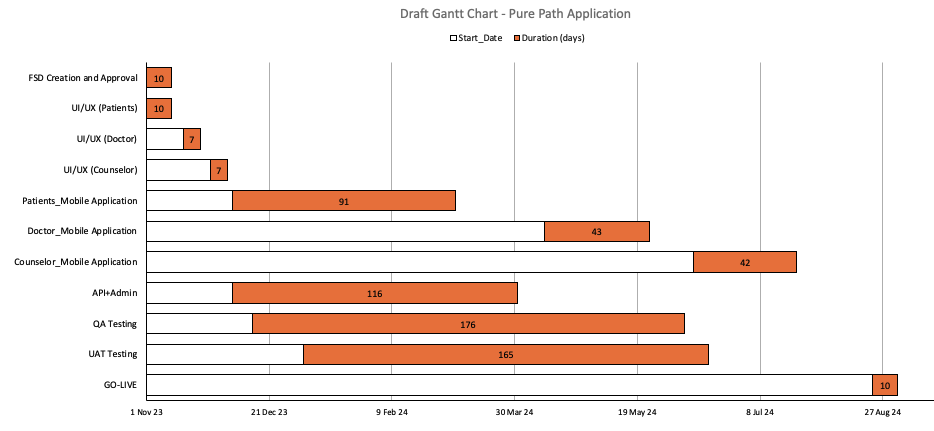 Draft Gantt Chart - Pure Path Application
Start_Date Duration (days)
FSD Creation and Approval 10
UI/UX (Patients) 10
UI/UX (Doctor) 7
UI/UX (Counselor) 7
Patients_Mobile Application 91
Doctor_Mobile Application 43
Counselor_Mobile Application 42
API+Admin 116
QA Testing 176
UAT Testing 165
GO-LIVE 10
1 Nov 23 21 Dec 23 9 Feb 24 30 Mar 24 19 May 24 8 Jul 24 27 Aug 24